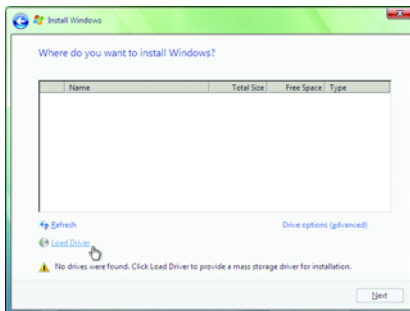 Install Windows
Where do you want to install Windows?
Name Total Size Free Space Type
Refresh Drive options (advanced)
Load Driver
No drives were found. Click Load Driver to provide a mass storage driver for installation.
Next